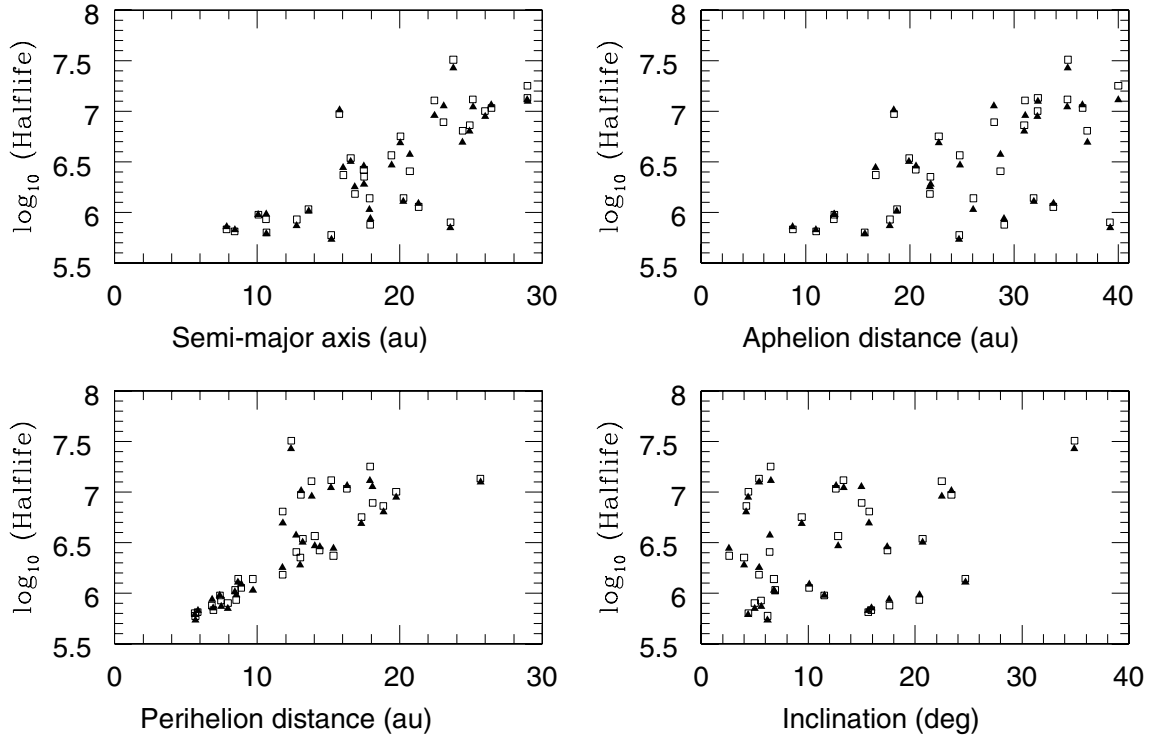 8
7.5
7
6.5
6
5.5
log10 (Halflife)
0 10 20 30
Semi-major axis (au)
8
7.5
7
6.5
6
5.5
log10 (Halflife)
0 10 20 30 40
Aphelion distance (au)
8
7.5
7
6.5
6
5.5
log10 (Halflife)
0 10 20 30
Perihelion distance (au)
8
7.5
7
6.5
6
5.5
log10 (Halflife)
0 10 20 30 40
Inclination (deg)